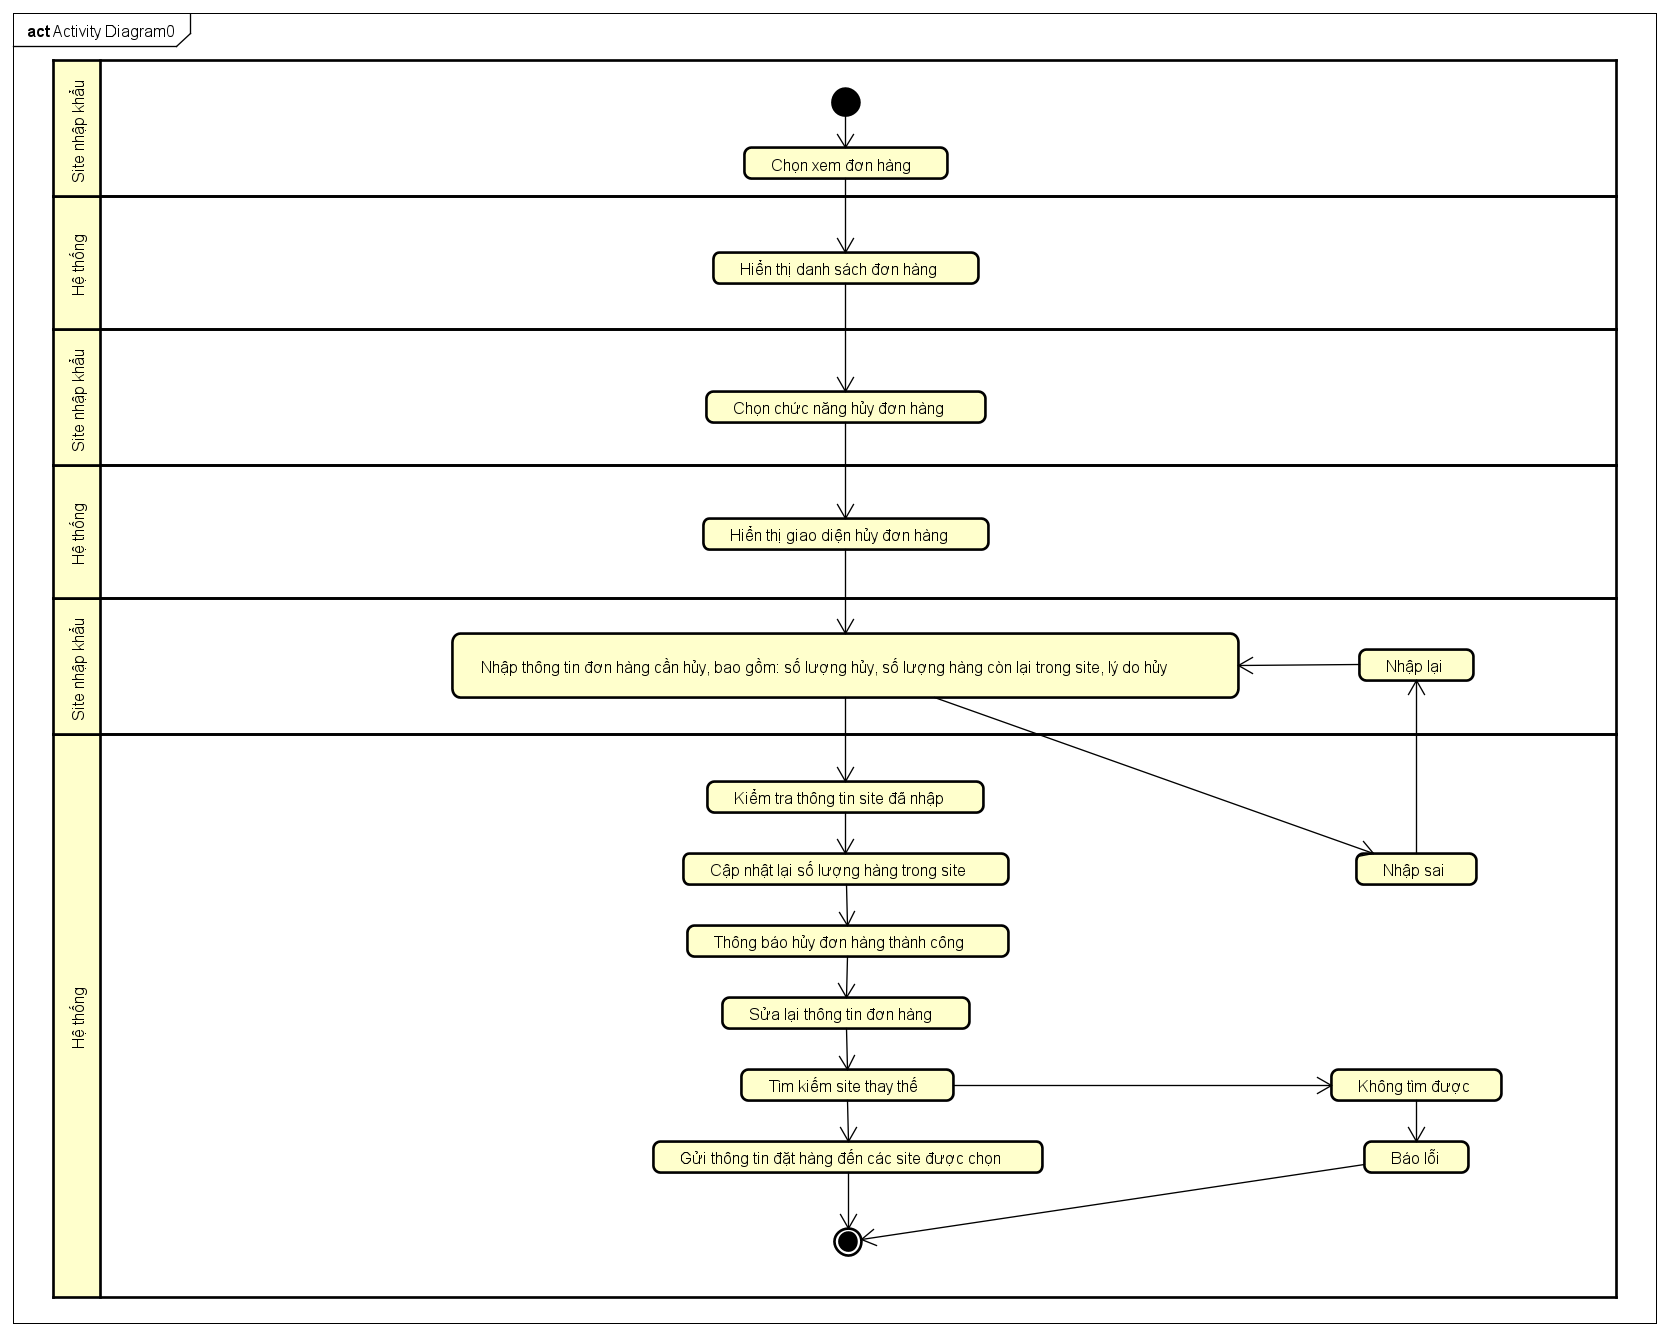 act Activity Diagram0
Site nhập khẩu
Chọn xem đơn hàng
Hệ thống
Hiển thị danh sách đơn hàng
Site nhập khẩu
Chọn chức năng hủy đơn hàng
Hệ thống
Hiển thị giao diện hủy đơn hàng
Site nhập khẩu
Nhập thông tin đơn hàng cần hủy, bao gồm: số lượng hủy, số lượng hàng còn lại trong site, lý do hủy
Nhập lại
Hệ thống
Kiểm tra thông tin site đã nhập
Cập nhật lại số lượng hàng trong site
Nhập sai
Thông báo hủy đơn hàng thành công
Sửa lại thông tin đơn hàng
Tìm kiếm site thay thế
Không tìm được
Gửi thông tin đặt hàng đến các site được chọn
Báo lỗi